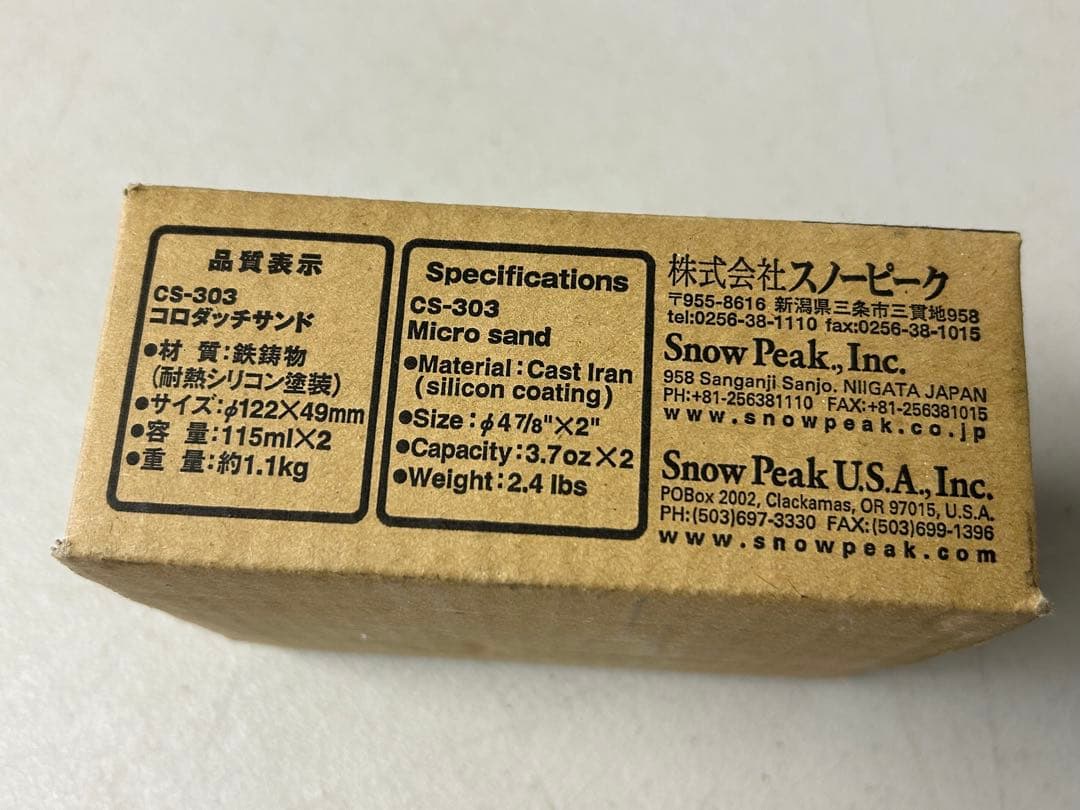 品質表示
CS-303
コロダッチサンド
●材 質:鉄鋳物
(耐熱シリコン塗装)
●サイズ:φ122×49mm
●容 量:115ml×2
●重 量:約1.1kg
Specifications
CS-303
Micro sand
●Material:Cast Iran
(silicon coating)
●Size:φ4 7/8"×2"
●Capacity:3.7oz×2
●Weight:2.4 lbs
株式会社スノーピーク
〒955-8616 新潟県三条市三貫地958
tel:0256-38-1110 fax:0256-38-1015
Snow Peak., Inc.
958 Sanganji Sanjo. NIIGATA JAPAN
PH:+81-256381110 FAX:+81-256381015
www.snowpeak.co.jp
Snow Peak U.S.A., Inc.
POBox 2002, Clackamas, OR 97015, U.S.A.
PH:(503)697-3330 FAX:(503)699-1396
www.snowpeak.com